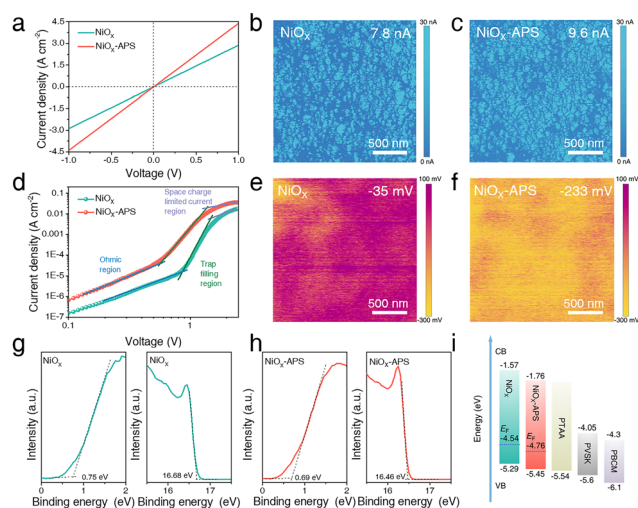 a
NiOx
NiOx-APS
4.5
3.0
1.5
0.0
-1.5
-3.0
-4.5
-1.0
-0.5
0.0
0.5
1.0
Current density (A cm-2)
Voltage (V)
b
NiOx
7.8 nA
500 nm
30 nA
0 nA
c
NiOx-APS
9.6 nA
500 nm
30 nA
0 nA
d
NiOx
NiOx-APS
Space charge
limited current
region
Ohmic
region
Trap
filling
region
0.1
0.01
0.001
1E-4
1E-5
1E-6
1E-7
0.1
1
Current density (A cm-2)
Voltage (V)
e
NiOx
-35 mV
500 nm
100 mV
-300 mV
f
NiOx-APS
-233 mV
500 nm
100 mV
-300 mV
g
NiOx
0.75 eV
0
1
2
Intensity (a.u.)
Binding energy (eV)
NiOx
16.68 eV
16
17
Intensity (a.u.)
Binding energy (eV)
h
NiOx-APS
0.69 eV
0
1
2
Intensity (a.u.)
Binding energy (eV)
NiOx-APS
16.46 eV
16
17
Intensity (a.u.)
Binding energy (eV)
i
Energy (eV)
CB
VB
-1.57
NiOx
EF
-4.54
-5.29
-1.76
NiOx-APS
EF
-4.76
-5.45
PTAA
-5.54
-4.05
PVSK
-5.6
-4.3
PBCM
-6.1